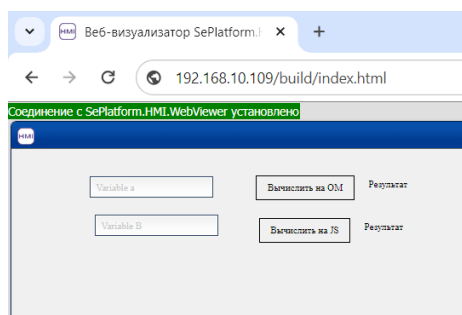 HMI Веб-визуализатор SePlatform.
192.168.10.109/build/index.html
Соединение с SePlatform.HMI.WebViewer установлено
HMI
Variable a Вычислить на OM Результат
Variable B Вычислить на JS Результат